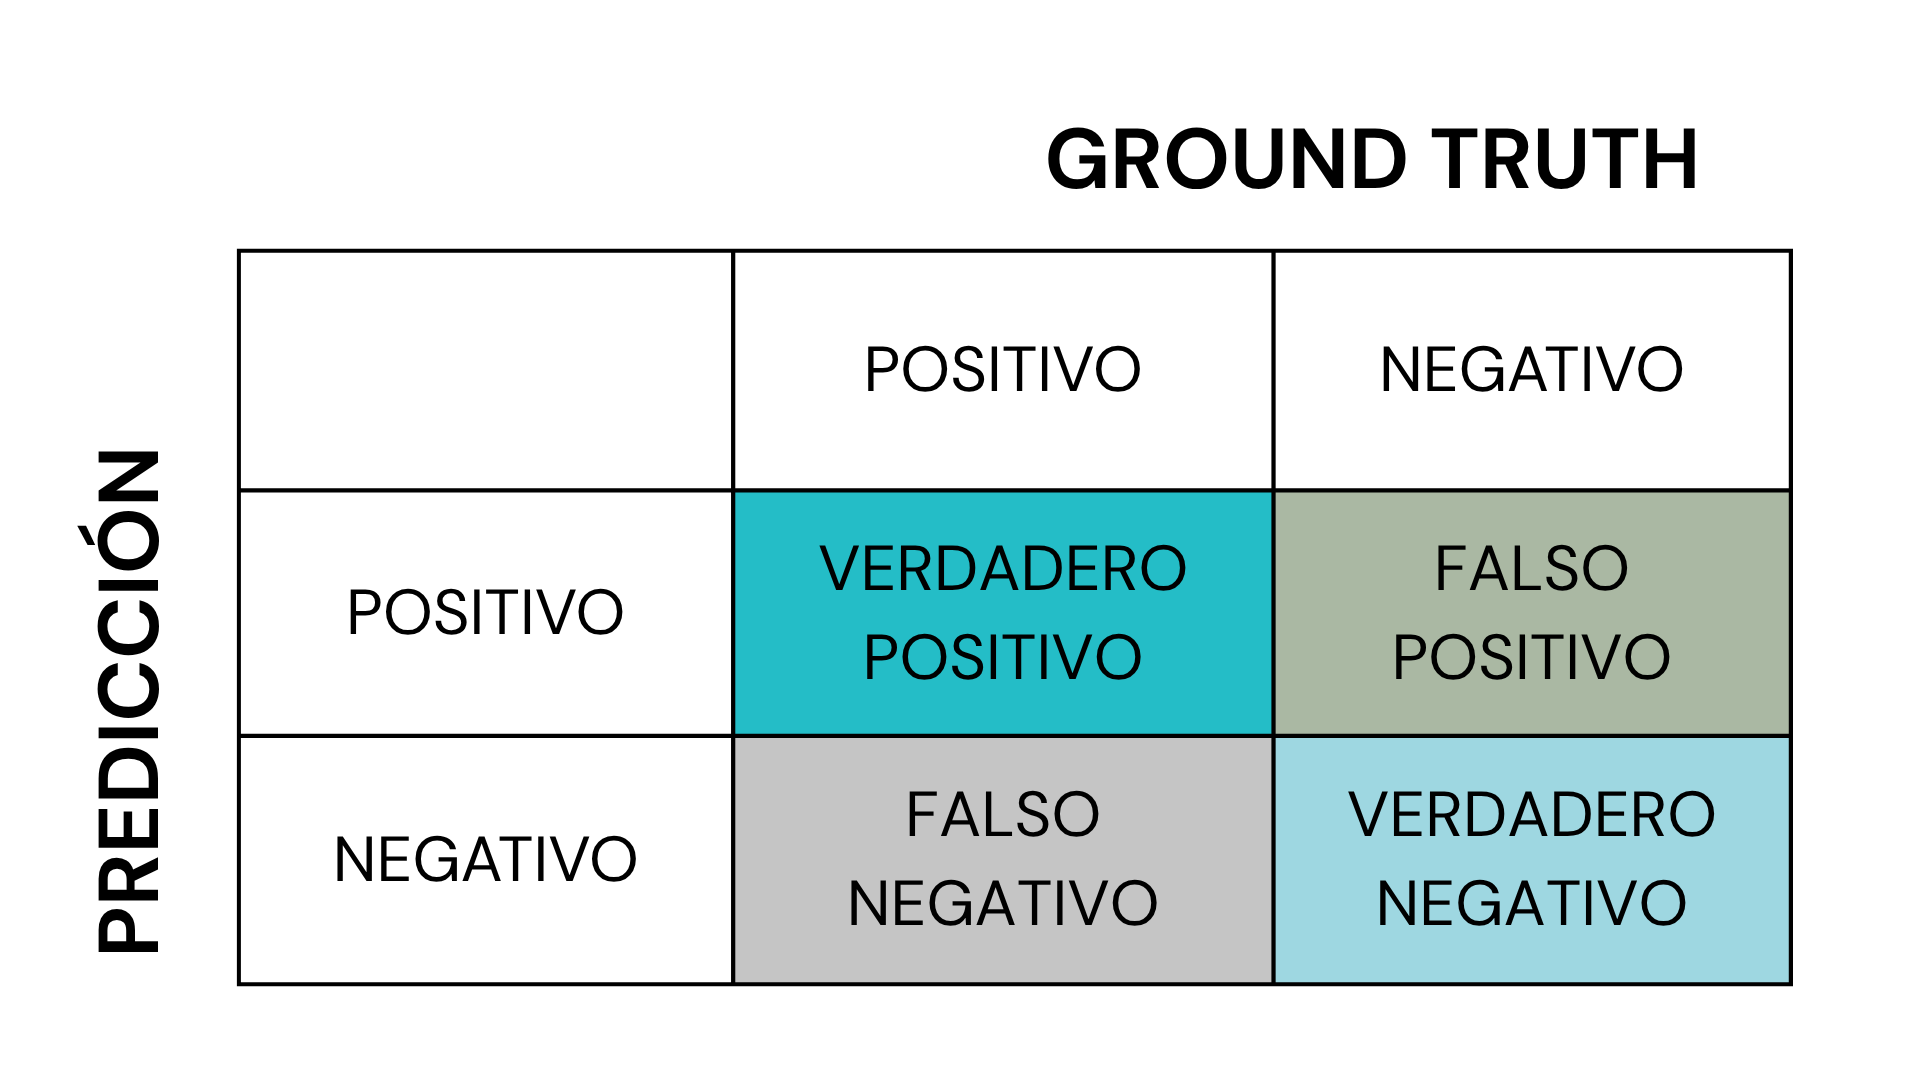 GROUND TRUTH
POSITIVO
NEGATIVO
PREDICCIÓN
POSITIVO
VERDADERO
POSITIVO
FALSO
POSITIVO
NEGATIVO
FALSO
NEGATIVO
VERDADERO
NEGATIVO